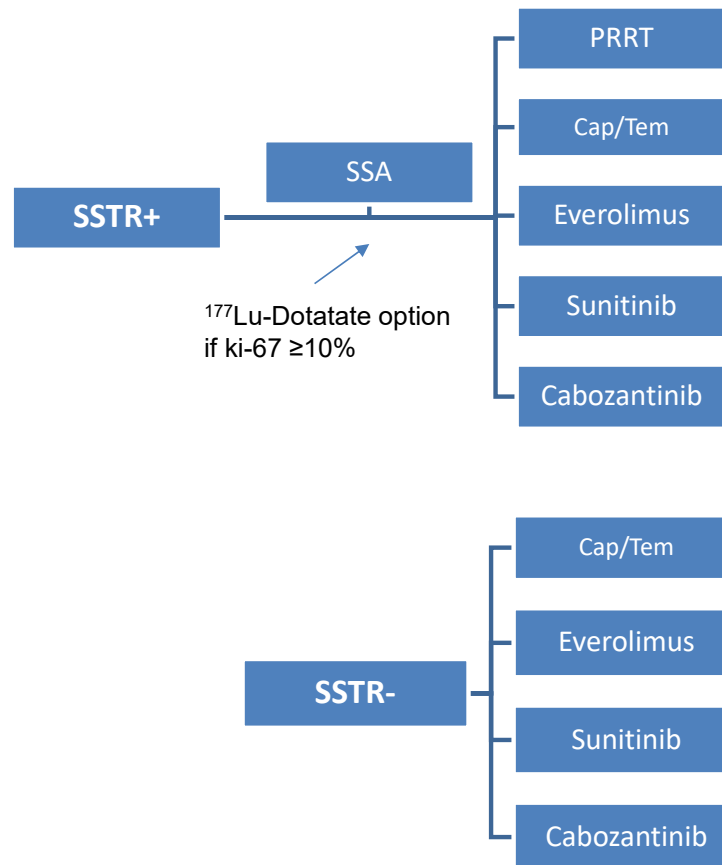 PRRT
Cap/Tem
SSA
SSTR+
Everolimus
¹⁷⁷Lu-Dotatate option
if ki-67 ≥10%
Sunitinib
Cabozantinib
Cap/Tem
Everolimus
SSTR-
Sunitinib
Cabozantinib